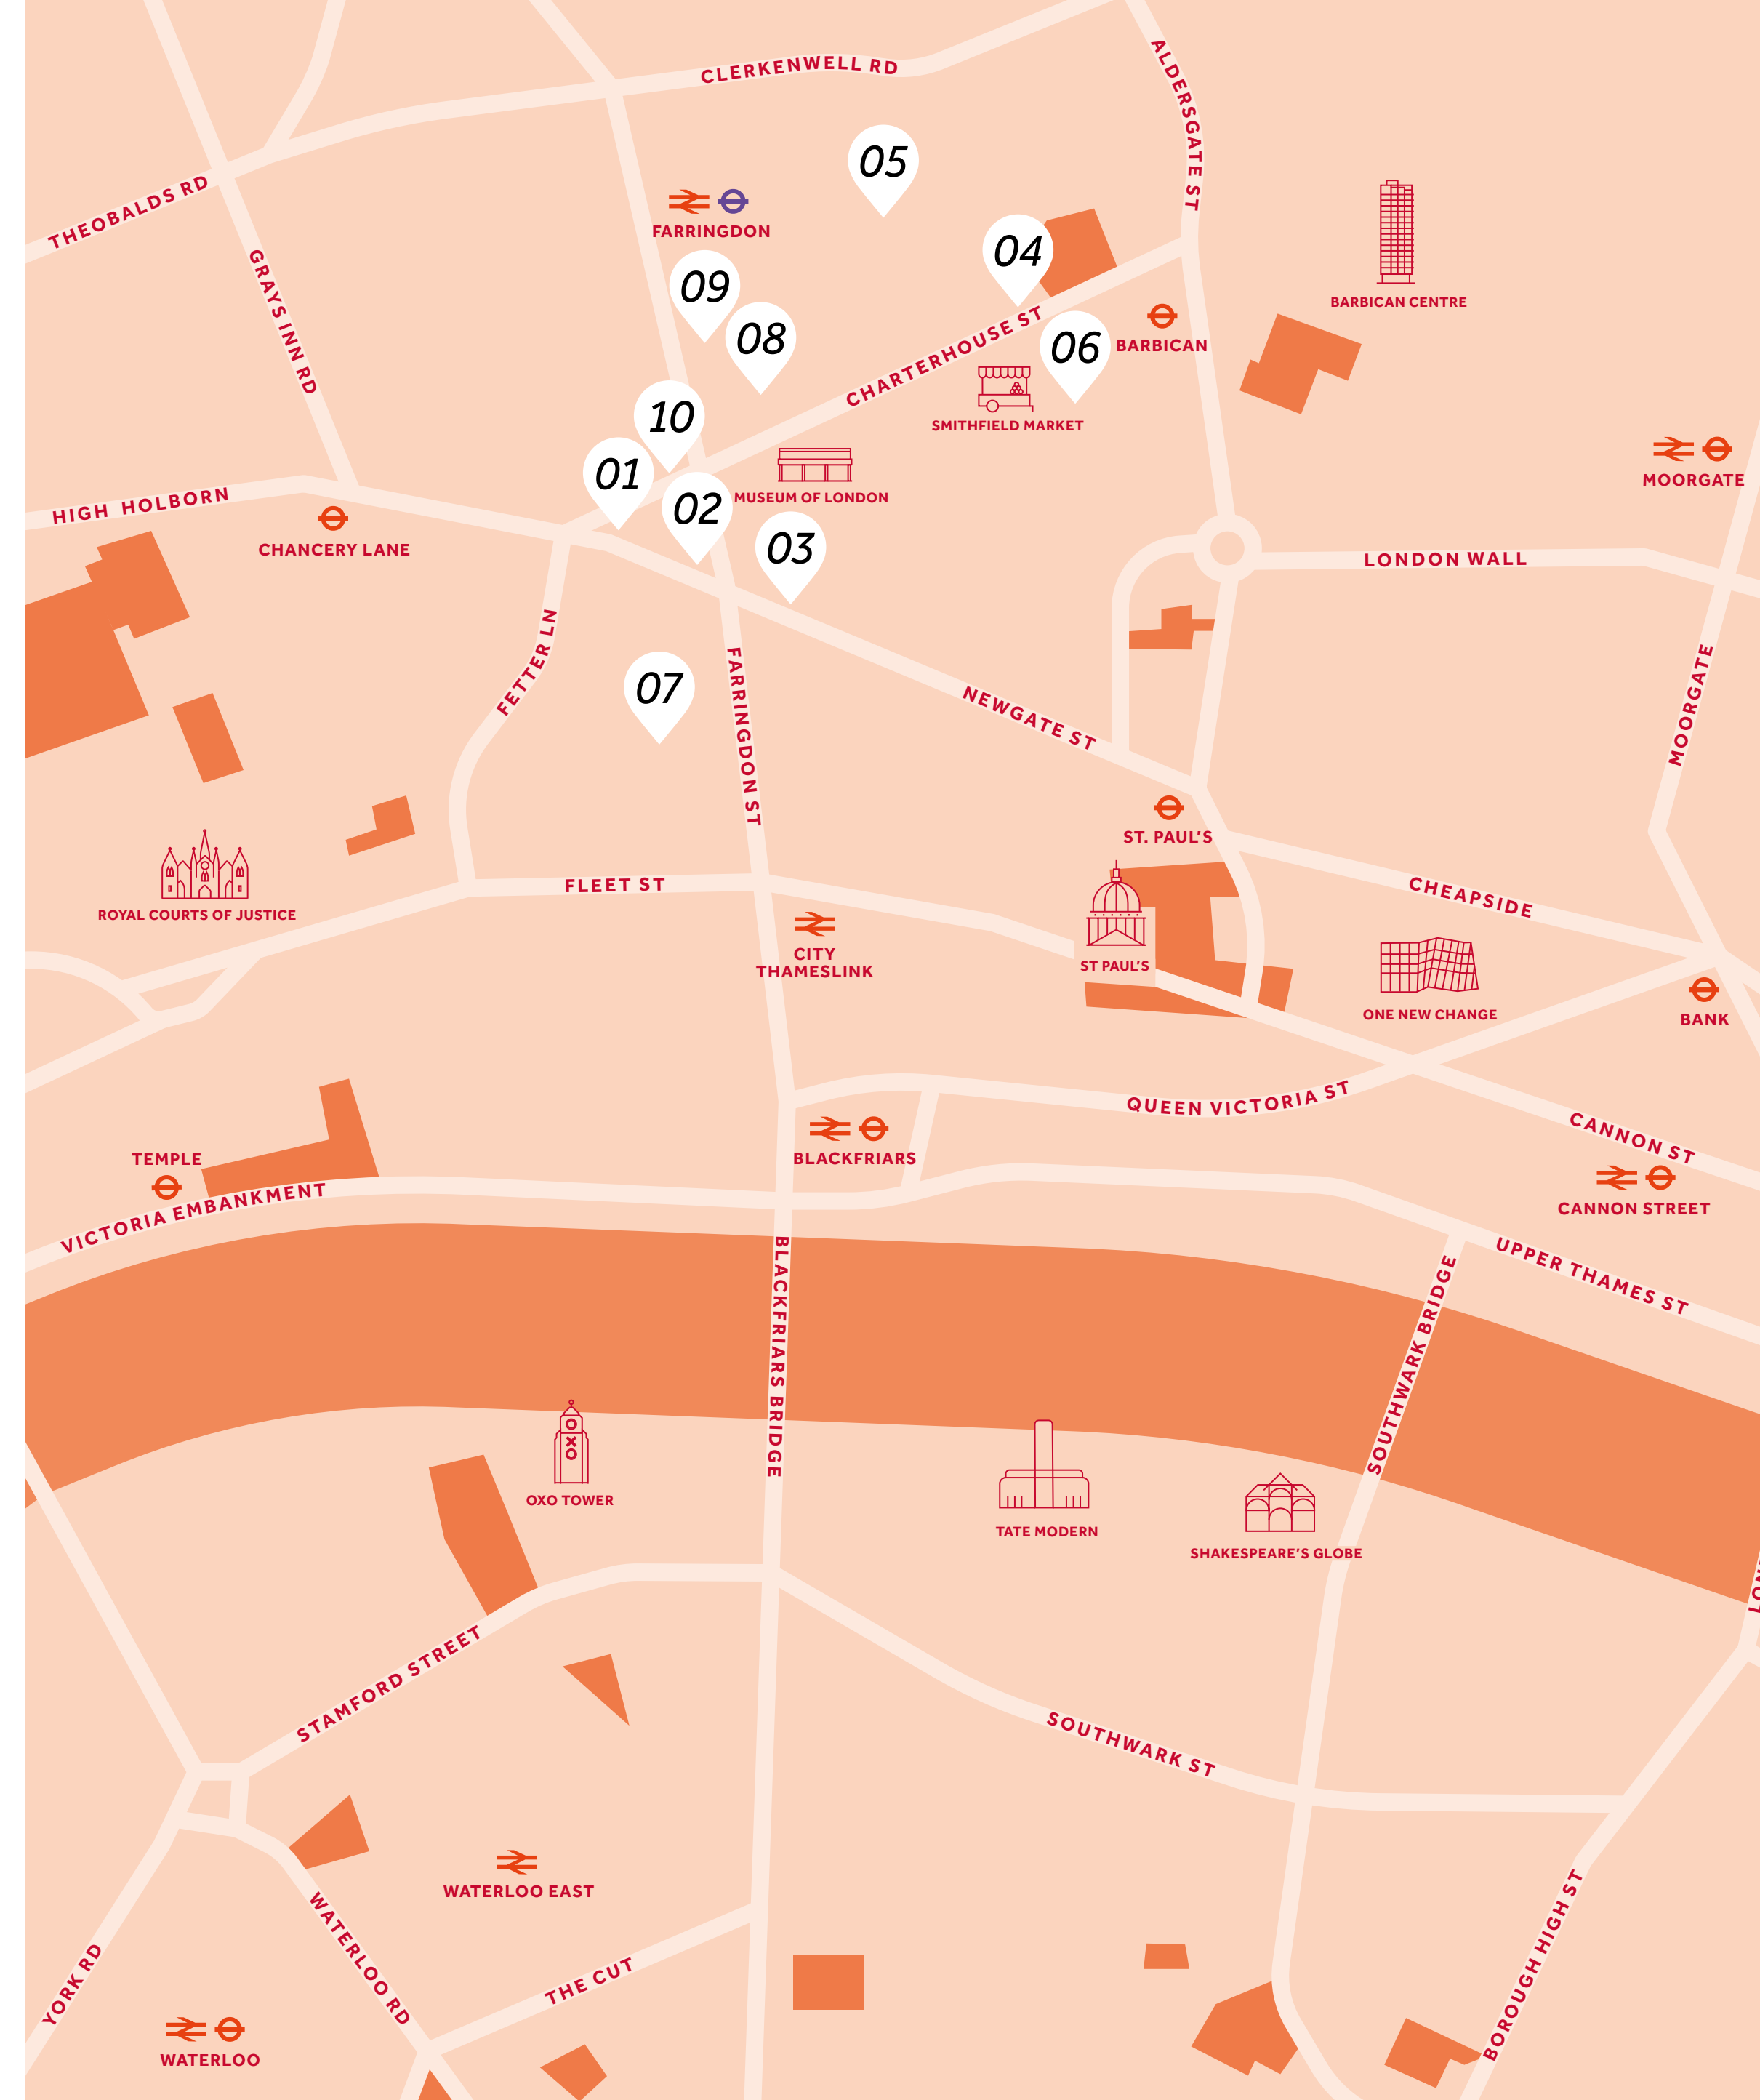 CLERKENWELL RD
ALDERSGATE ST
05
THEOBALDS RD
FARRINGDON
04
GRAYS INN RD
09
BARBICAN CENTRE
08
CHARTERHOUSE ST
06
BARBICAN
10
SMITHFIELD MARKET
01
MUSEUM OF LONDON
02
HIGH HOLBORN
MOORGATE
CHANCERY LANE
03
LONDON WALL
FETTER LN
07
FARRINGDON ST
NEWGATE ST
MOORGATE
ST. PAUL'S
FLEET ST
CHEAPSIDE
ROYAL COURTS OF JUSTICE
CITY
THAMESLINK
ST PAUL'S
ONE NEW CHANGE
BANK
QUEEN VICTORIA ST
CANNON ST
TEMPLE
BLACKFRIARS
VICTORIA EMBANKMENT
CANNON STREET
UPPER THAMES ST
BLACKFRIARS BRIDGE
SOUTHWARK BRIDGE
OXO
OXO TOWER
TATE MODERN
SHAKESPEARE'S GLOBE
STAMFORD STREET
SOUTHWARK ST
WATERLOO EAST
WATERLOO RD
BOROUGH HIGH ST
YORK RD
THE CUT
WATERLOO